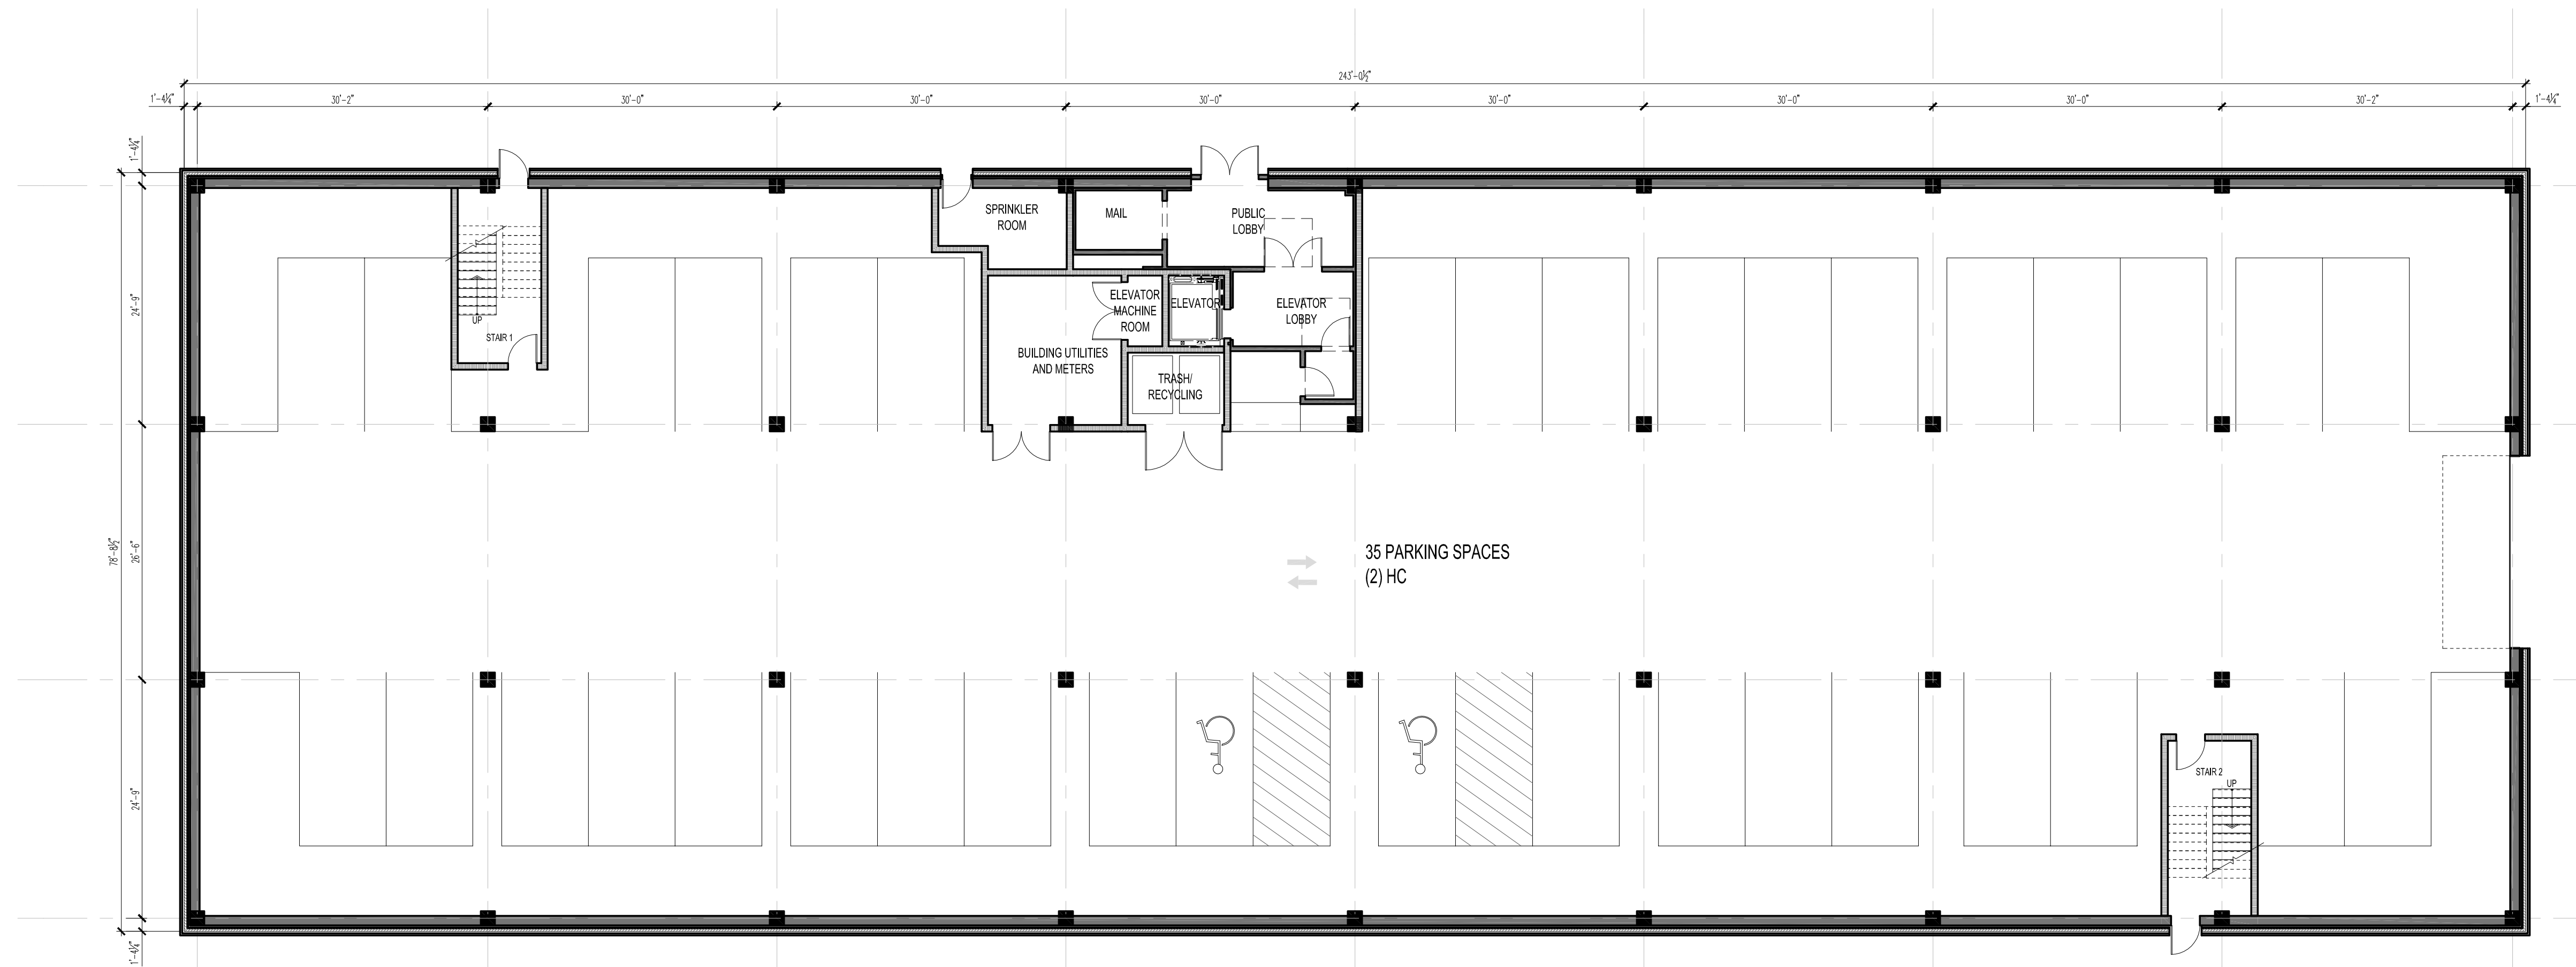 243'-0½"
1'-4¼"
30'-2"
30'-0"
30'-0"
30'-0"
30'-0"
30'-0"
30'-0"
30'-2"
1'-4¼"
1'-4¼"
24'-9"
26'-6"
78'-8½"
24'-9"
1'-4¼"
SPRINKLER
ROOM
MAIL
PUBLIC
LOBBY
ELEVATOR
MACHINE
ROOM
ELEVATOR
ELEVATOR
LOBBY
UP
STAIR 1
BUILDING UTILITIES
AND METERS
TRASH/
RECYCLING
35 PARKING SPACES
(2) HC
STAIR 2
UP